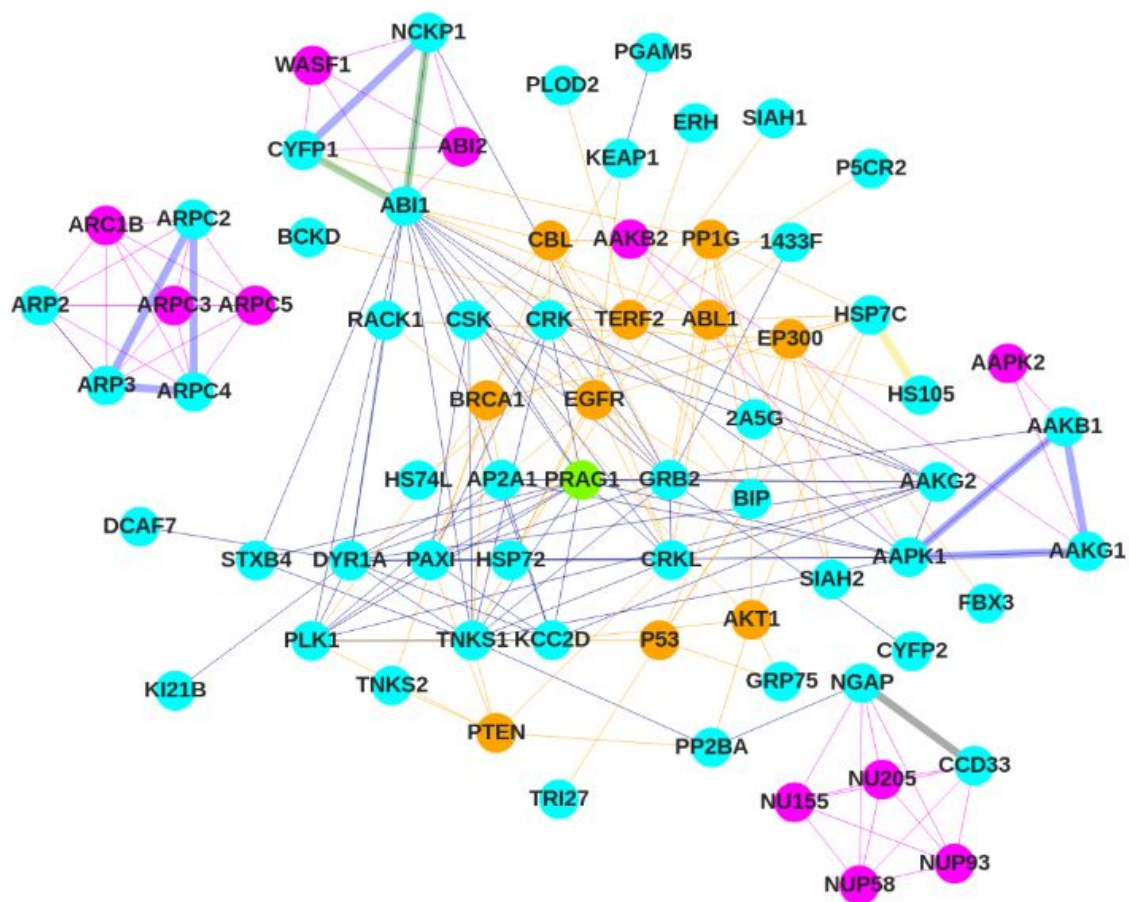 NCKP1
WASF1
PGAM5
PLOD2
ERH
SIAH1
CYFP1
ABI2
KEAP1
P5CR2
ABI1
ARC1B
ARPC2
BCKD
CBL
AAKB2
PP1G
1433F
ARP2
ARPC3
ARPC5
RACK1
CSK
CRK
TERF2
ABL1
EP300
HSP7C
AAPK2
ARP3
ARPC4
BRCA1
EGFR
2A5G
HS105
AAKB1
HS74L
AP2A1
PRAG1
GRB2
BIP
AAKG2
DCAF7
STXB4
DYR1A
PAXI
HSP72
CRKL
SIAH2
AAPK1
AAKG1
FBX3
PLK1
TNKS1
KCC2D
P53
AKT1
CYFP2
KI21B
TNKS2
GRP75
NGAP
PTEN
PP2BA
CCD33
NU205
TRI27
NU155
NUP93
NUP58